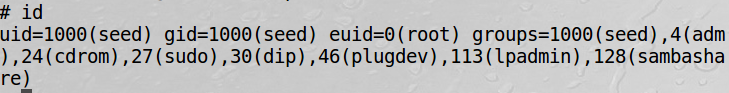 # id
uid=1000(seed) gid=1000(seed) euid=0(root) groups=1000(seed),4(adm
),24(cdrom),27(sudo),30(dip),46(plugdev),113(lpadmin),128(sambasha
re)